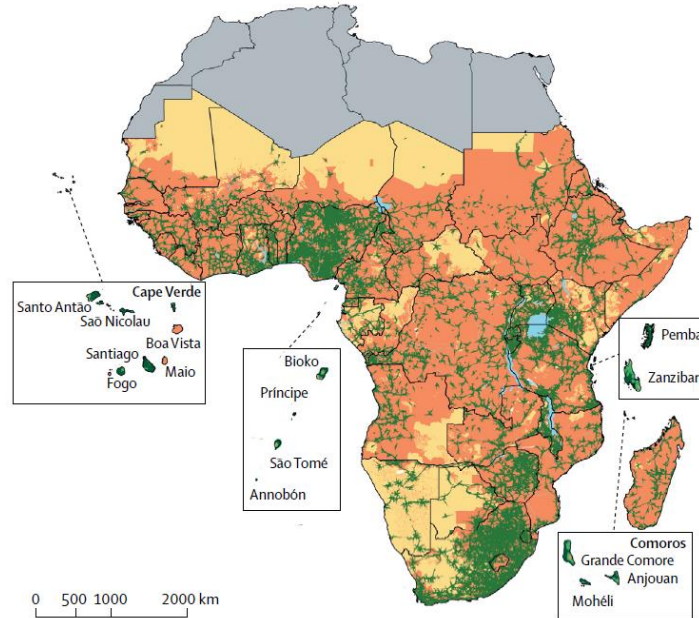 Cape Verde
Santo Antão
Saõ Nicolau
Boa Vista
Santiago
Maio
Fogo
Bioko
Príncipe
São Tomé
Annobón
Pemba
Zanzibar
Comoros
Grande Comore
Anjouan
Mohéli
0 500 1000 2000 km